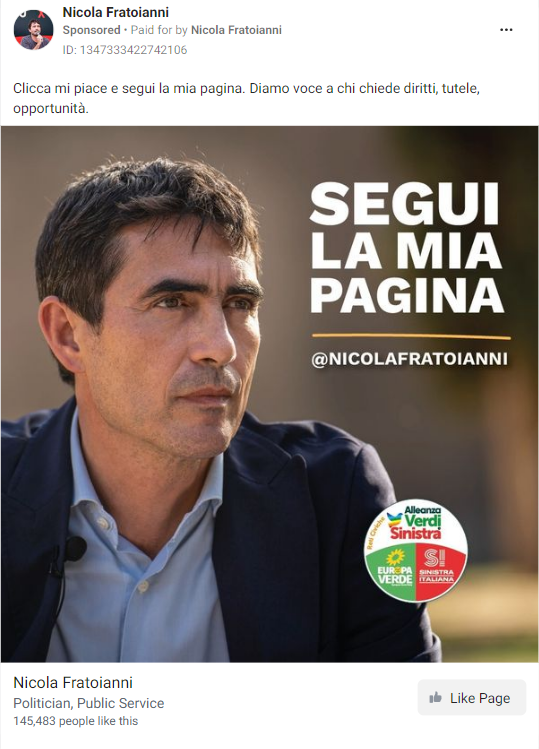 Nicola Fratoianni
Sponsored • Paid for by Nicola Fratoianni
ID: 1347333422742106
Clicca mi piace e segui la mia pagina. Diamo voce a chi chiede diritti, tutele,
opportunità.
SEGUI
LA MIA
PAGINA
@NICOLAFRATOIANNI
Reti Civiche
Alleanza
Verdi
Sinistra
EUROPA
VERDE
SI
SINISTRA
ITALIANA
Nicola Fratoianni
Politician, Public Service
145,483 people like this
Like Page